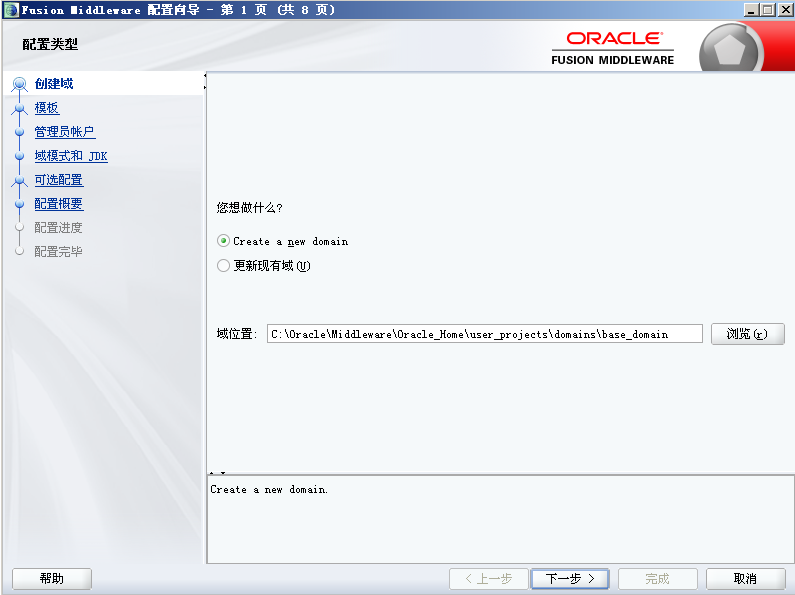 Fusion Middleware 配置向导 - 第 1 页 (共 8 页)
配置类型
ORACLE
FUSION MIDDLEWARE
创建域
模板
管理员帐户
域模式和 JDK
可选配置
配置概要
配置进度
配置完毕
您想做什么?
Create a new domain
更新现有域(U)
域位置: C:\Oracle\Middleware\Oracle_Home\user_projects\domains\base_domain 浏览(r)
Create a new domain.
帮助 < 上一步 下一步 > 完成 取消